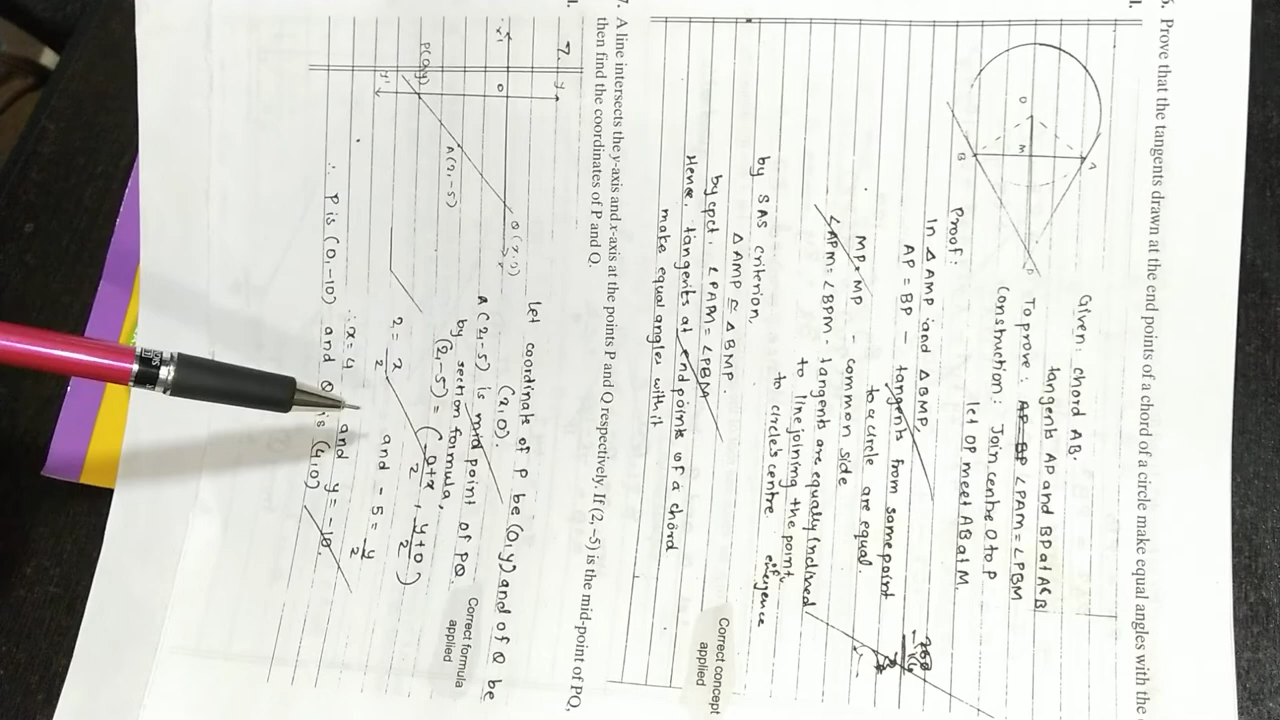 6. Prove that the tangents drawn at the end points of a chord of a circle make equal angles with the
Given: chord AB.
tangents AP and BP at A & B
To prove: AP BP ∠PAM = ∠PBM
Construction: Join centre O to P
let OP meet AB at M.
A
O
M
B
P
Proof:
In Δ AMP and Δ BMP,
AP = BP - tangents from same point
to a circle are equal.
MP = MP - common side
∠APM = ∠BPM - tangents are equally inclined
to line joining the point of emergence
to circle's centre.
by SAS criterion,
Δ AMP ≅ Δ BMP.
by cpct, ∠PAM = ∠PBM
Hence, tangents at end points of a chord
make equal angles with it
Correct concept
applied
7. A line intersects the y-axis and x-axis at the points P and Q respectively. If (2, -5) is the mid-point of PQ,
then find the coordinates of P and Q.
7.
y
x'
O
Q (x,0)
x
A(2,-5)
P(0,y)
y'
Let coordinate of P be (0,y) and of Q be
(x,0).
A (2,-5) is mid point of PQ.
by section formula,
(2,-5) = (0+x/2, y+0/2)
Correct formula
applied
2 = x/2 and -5 = y/2
∴ x = 4 and y = -10.
∴ P is (0,-10) and Q is (4,0)